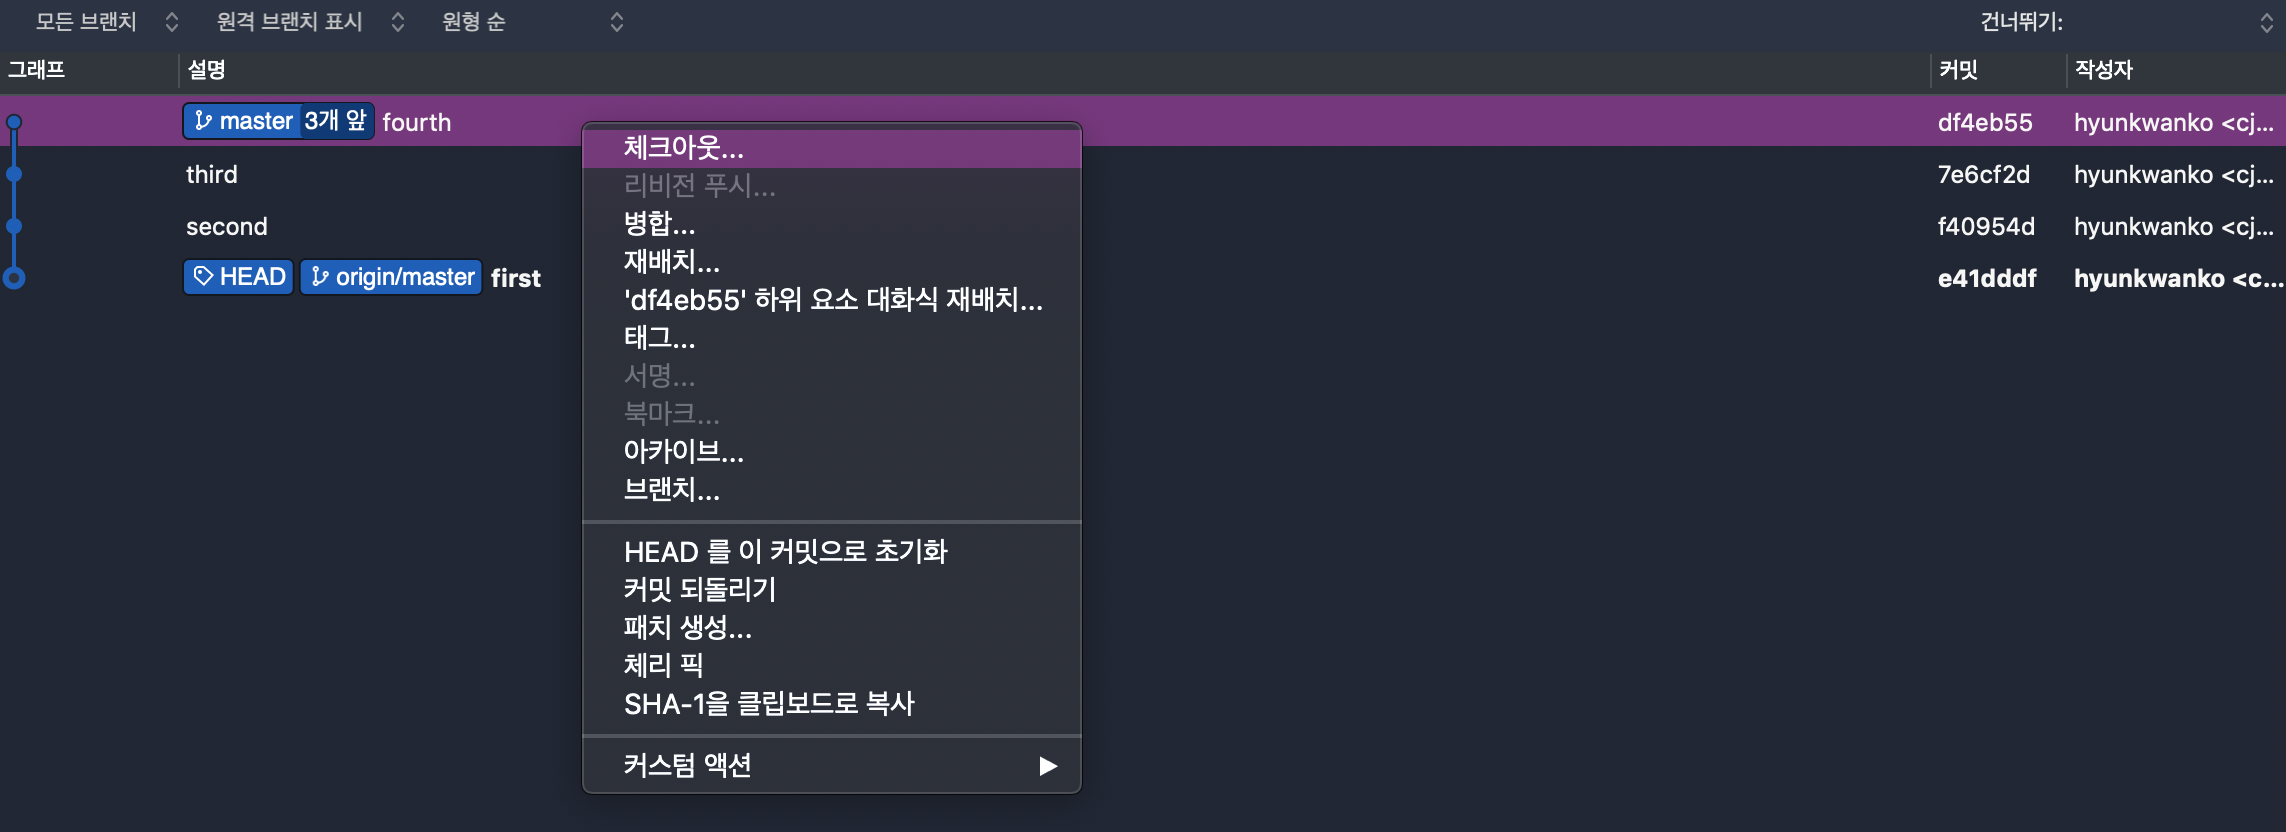 모든 브랜치 원격 브랜치 표시 원형 순 건너뛰기:
그래프 설명 커밋 작성자
master 3개 앞 fourth df4eb55 hyunkwanko <cj...
third 7e6cf2d hyunkwanko <cj...
second f40954d hyunkwanko <cj...
HEAD origin/master first e41dddf hyunkwanko <c...
체크아웃...
리비전 푸시...
병합...
재배치...
'df4eb55' 하위 요소 대화식 재배치...
태그...
서명...
북마크...
아카이브...
브랜치...
HEAD 를 이 커밋으로 초기화
커밋 되돌리기
패치 생성...
체리 픽
SHA-1을 클립보드로 복사
커스텀 액션